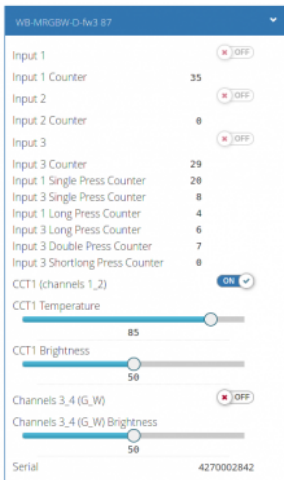 WB-MRGBW-D-fw3 87
Input 1 OFF
Input 1 Counter 35
Input 2 OFF
Input 2 Counter 0
Input 3 OFF
Input 3 Counter 29
Input 1 Single Press Counter 20
Input 3 Single Press Counter 8
Input 1 Long Press Counter 4
Input 3 Long Press Counter 6
Input 3 Double Press Counter 7
Input 3 Shortlong Press Counter 0
CCT1 (channels 1_2) ON
CCT1 Temperature
85
CCT1 Brightness
50
Channels 3_4 (G_W) OFF
Channels 3_4 (G_W) Brightness
50
Serial 4270002842